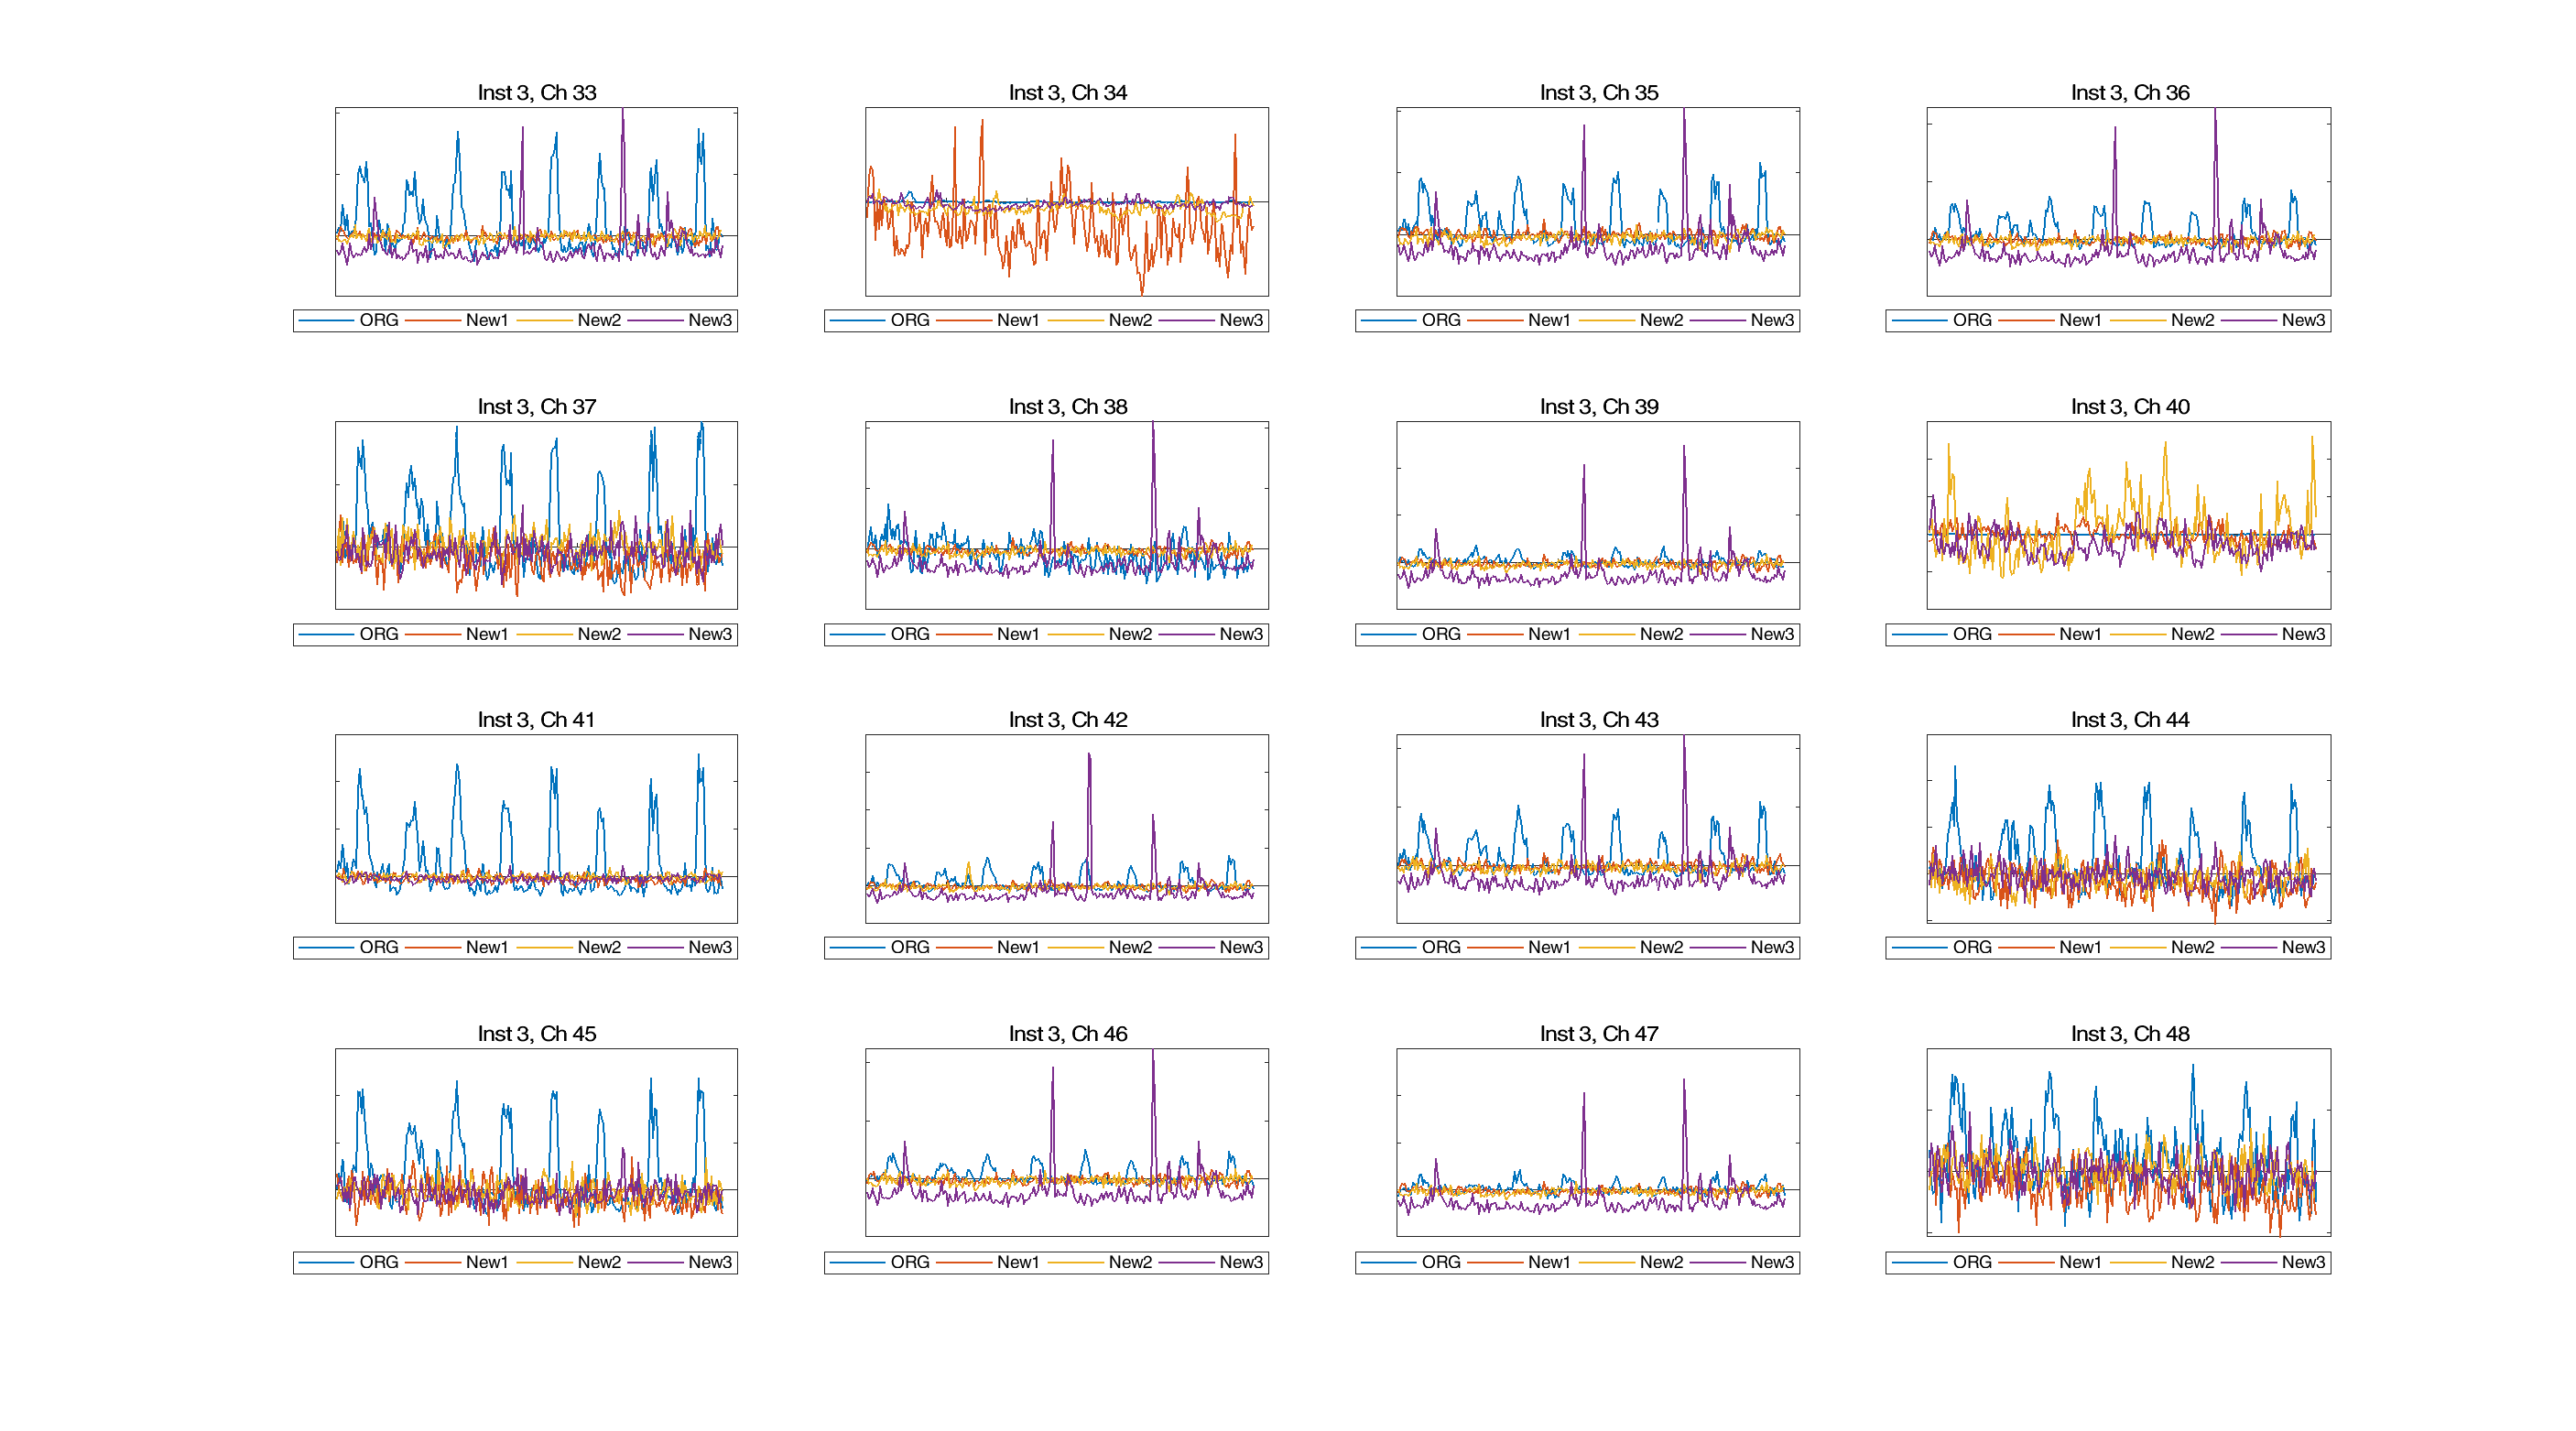 Inst 3, Ch 33
Inst 3, Ch 34
Inst 3, Ch 35
Inst 3, Ch 36
ORG New1 New2 New3
ORG New1 New2 New3
ORG New1 New2 New3
ORG New1 New2 New3
Inst 3, Ch 37
Inst 3, Ch 38
Inst 3, Ch 39
Inst 3, Ch 40
ORG New1 New2 New3
ORG New1 New2 New3
ORG New1 New2 New3
ORG New1 New2 New3
Inst 3, Ch 41
Inst 3, Ch 42
Inst 3, Ch 43
Inst 3, Ch 44
ORG New1 New2 New3
ORG New1 New2 New3
ORG New1 New2 New3
ORG New1 New2 New3
Inst 3, Ch 45
Inst 3, Ch 46
Inst 3, Ch 47
Inst 3, Ch 48
ORG New1 New2 New3
ORG New1 New2 New3
ORG New1 New2 New3
ORG New1 New2 New3